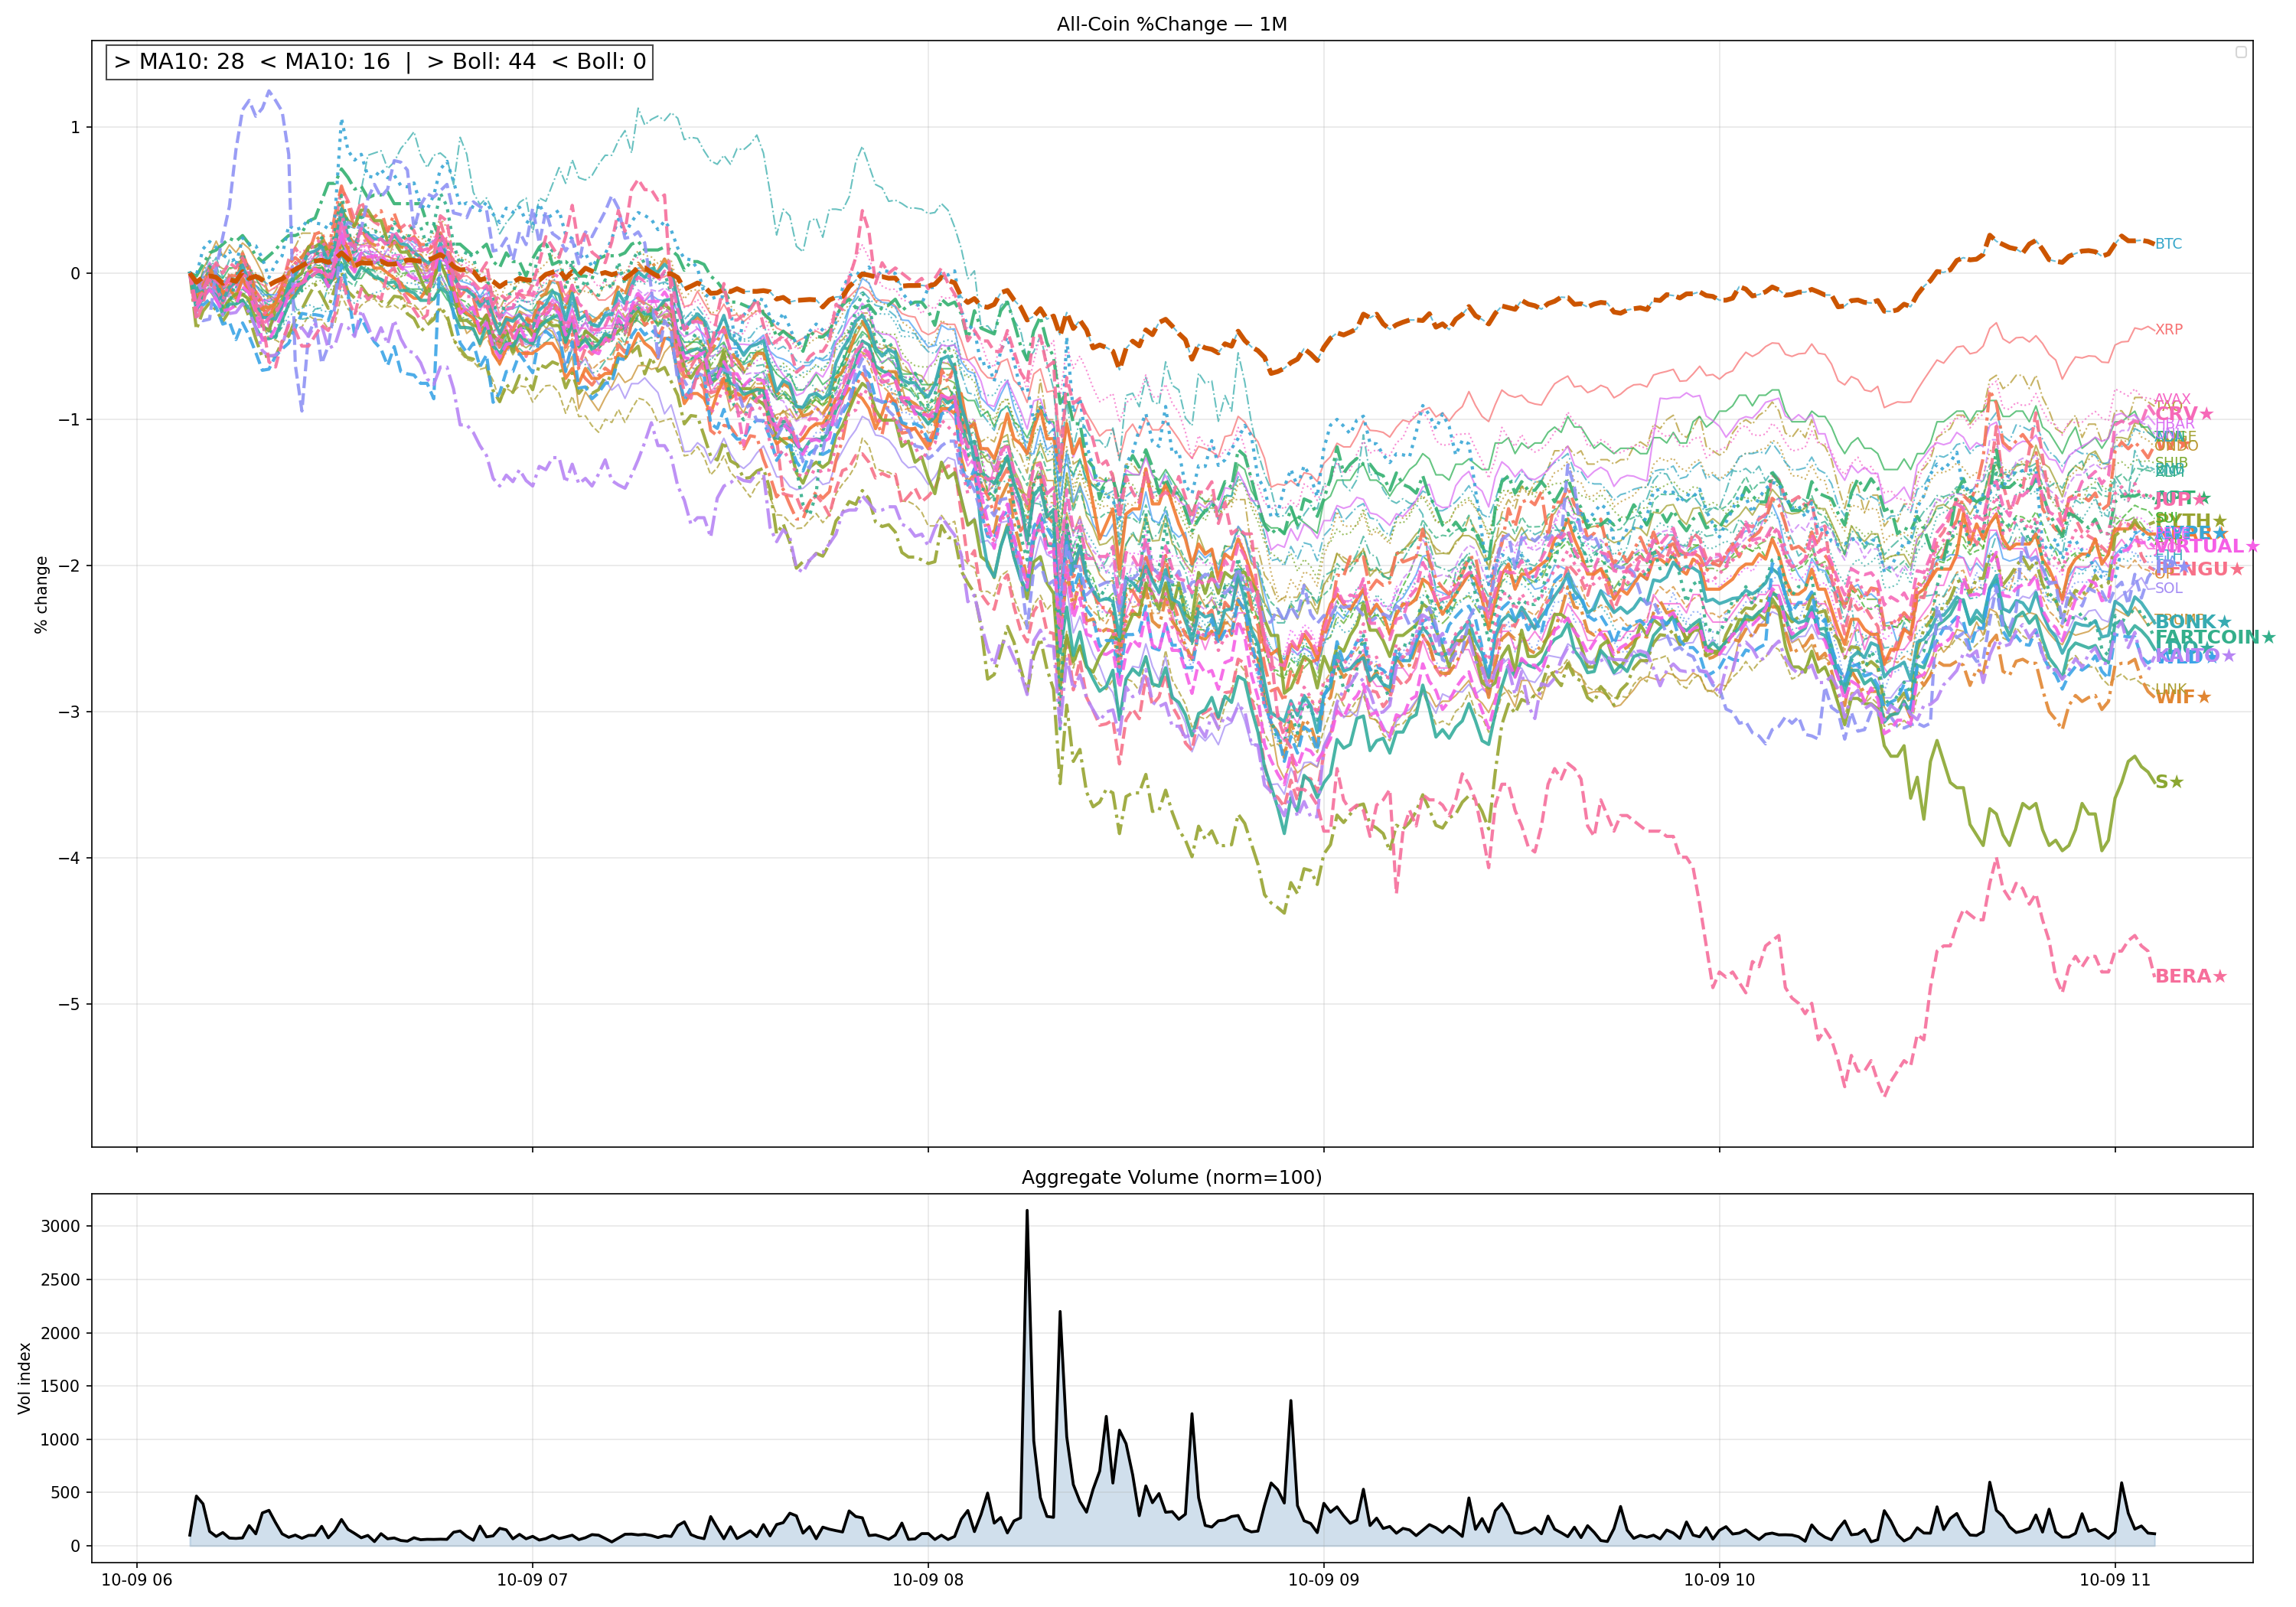 All-Coin %Change — 1M
> MA10: 28  < MA10: 16  |  > Boll: 44  < Boll: 0
1
0
−1
−2
−3
−4
−5
% change
BTC
XRP
AVAX
CRV★
HBAR
SHIB
PYTH★
VIRTUAL★
PENGU★
SOL
BONK★
FARTCOIN★
KAITO★
LINK
WIF★
S★
BERA★
Aggregate Volume (norm=100)
3000
2500
2000
1500
1000
500
0
Vol index
10-09 06
10-09 07
10-09 08
10-09 09
10-09 10
10-09 11